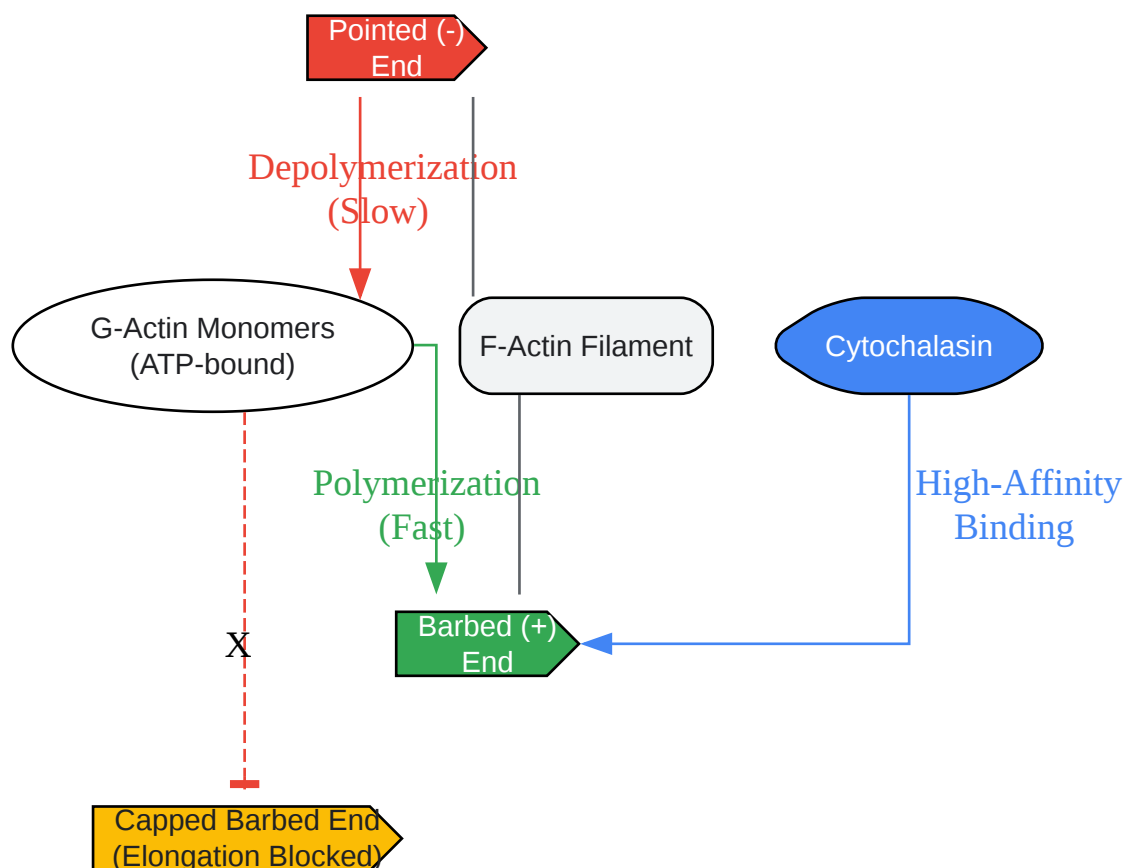 Pointed (-)
End
Depolymerization
(Slow)
G-Actin Monomers
(ATP-bound)
F-Actin Filament
Cytochalasin
Polymerization
(Fast)
High-Affinity
Binding
Barbed (+)
End
X
Capped Barbed End
(Elongation Blocked)